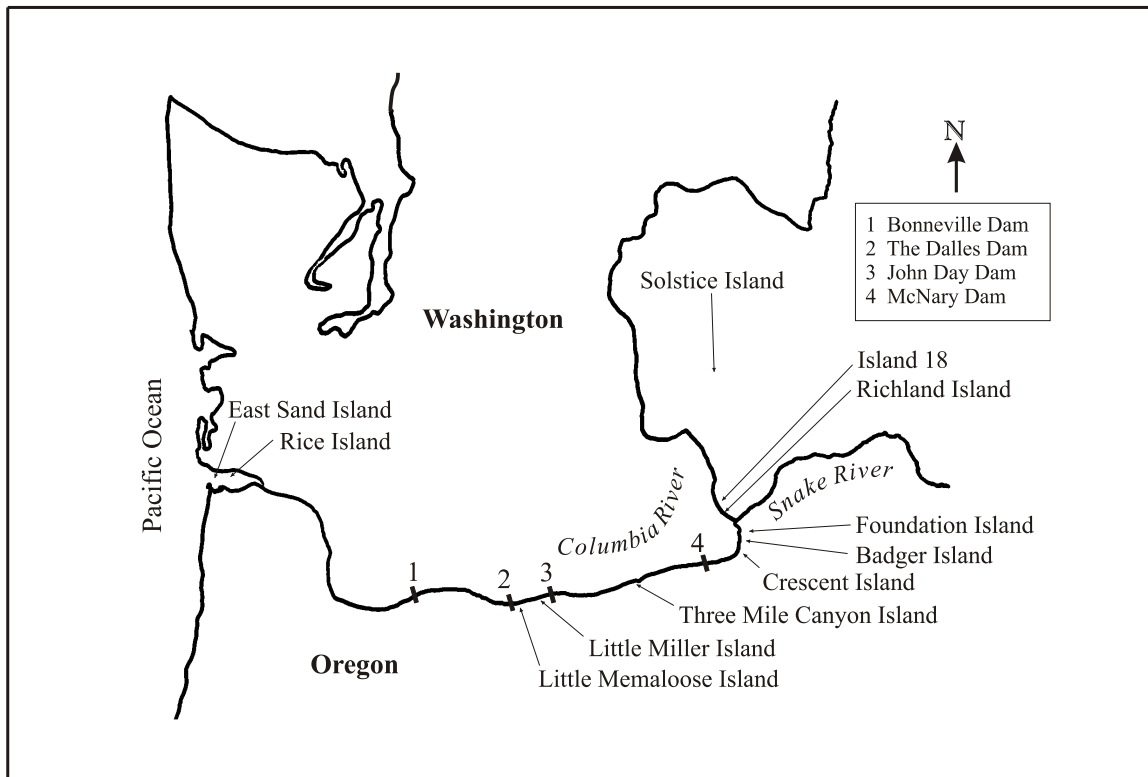 N
1 Bonneville Dam
2 The Dalles Dam
3 John Day Dam
4 McNary Dam
Solstice Island
Washington
Island 18
Richland Island
Pacific Ocean
East Sand Island
Rice Island
Columbia River
Snake River
Foundation Island
Badger Island
Crescent Island
1
2
3
4
Three Mile Canyon Island
Little Miller Island
Oregon
Little Memaloose Island